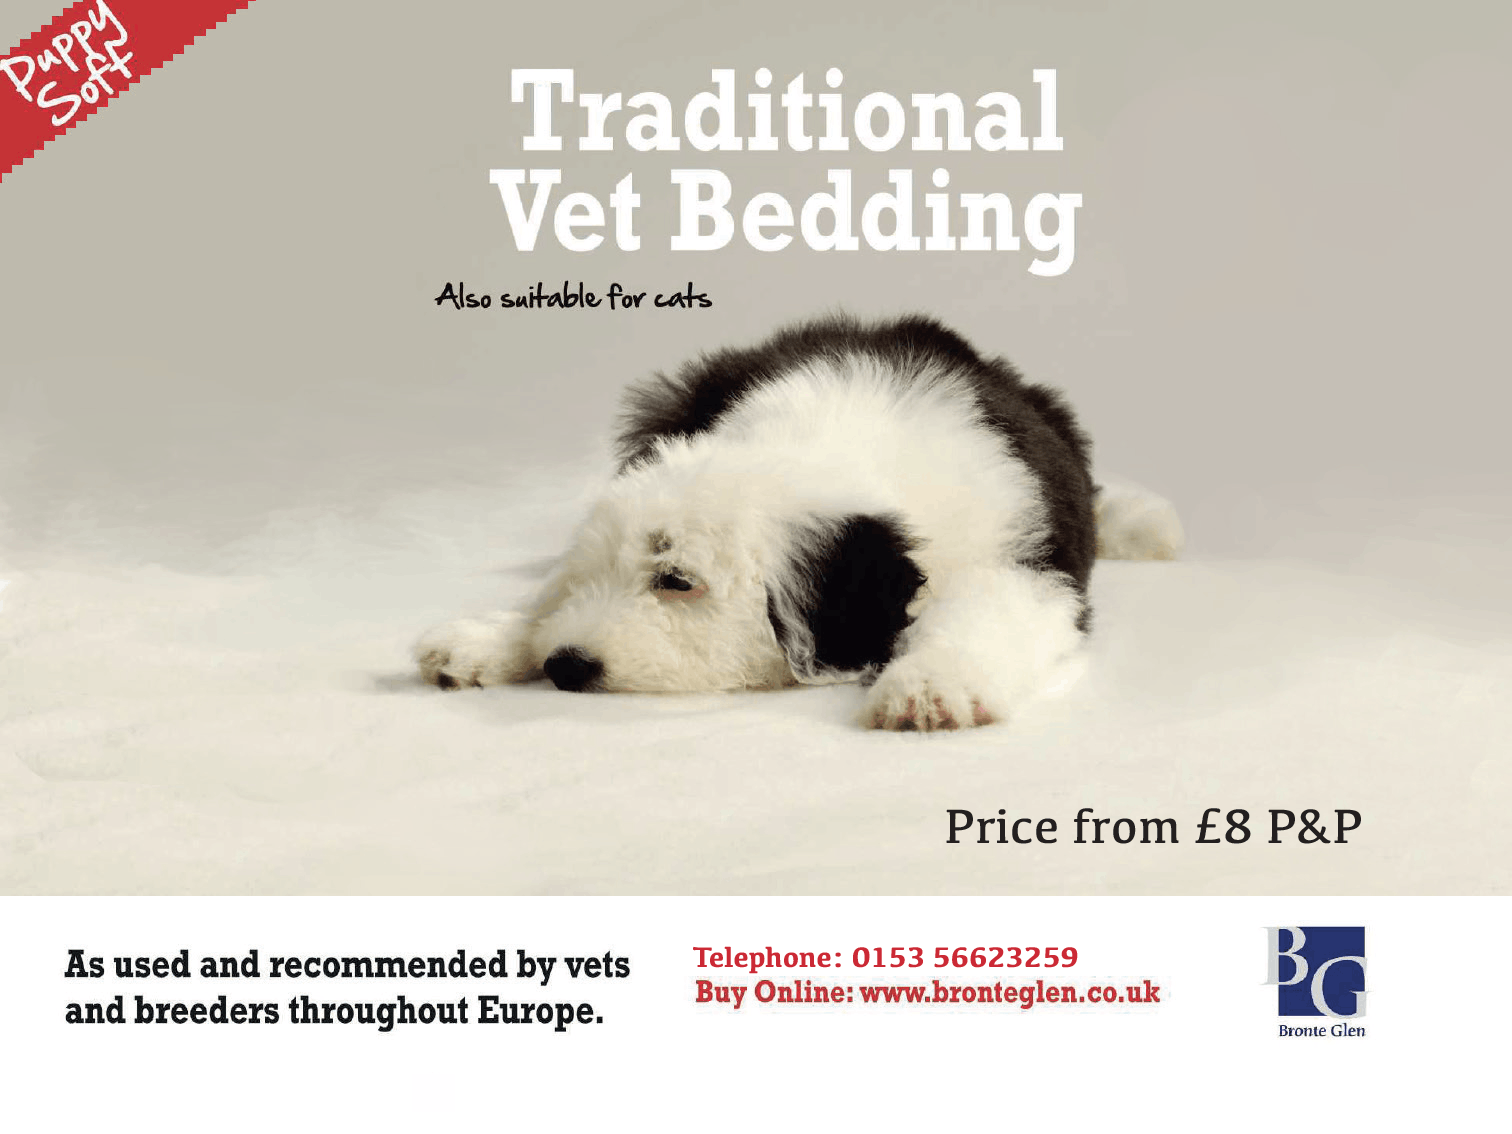 Puppy
Soft
Traditional
Vet Bedding
Also suitable for cats
Price from £8 P&P
As used and recommended by vets
and breeders throughout Europe.
Telephone: 0153 56623259
Buy Online: www.bronteglen.co.uk
BG
Bronte Glen